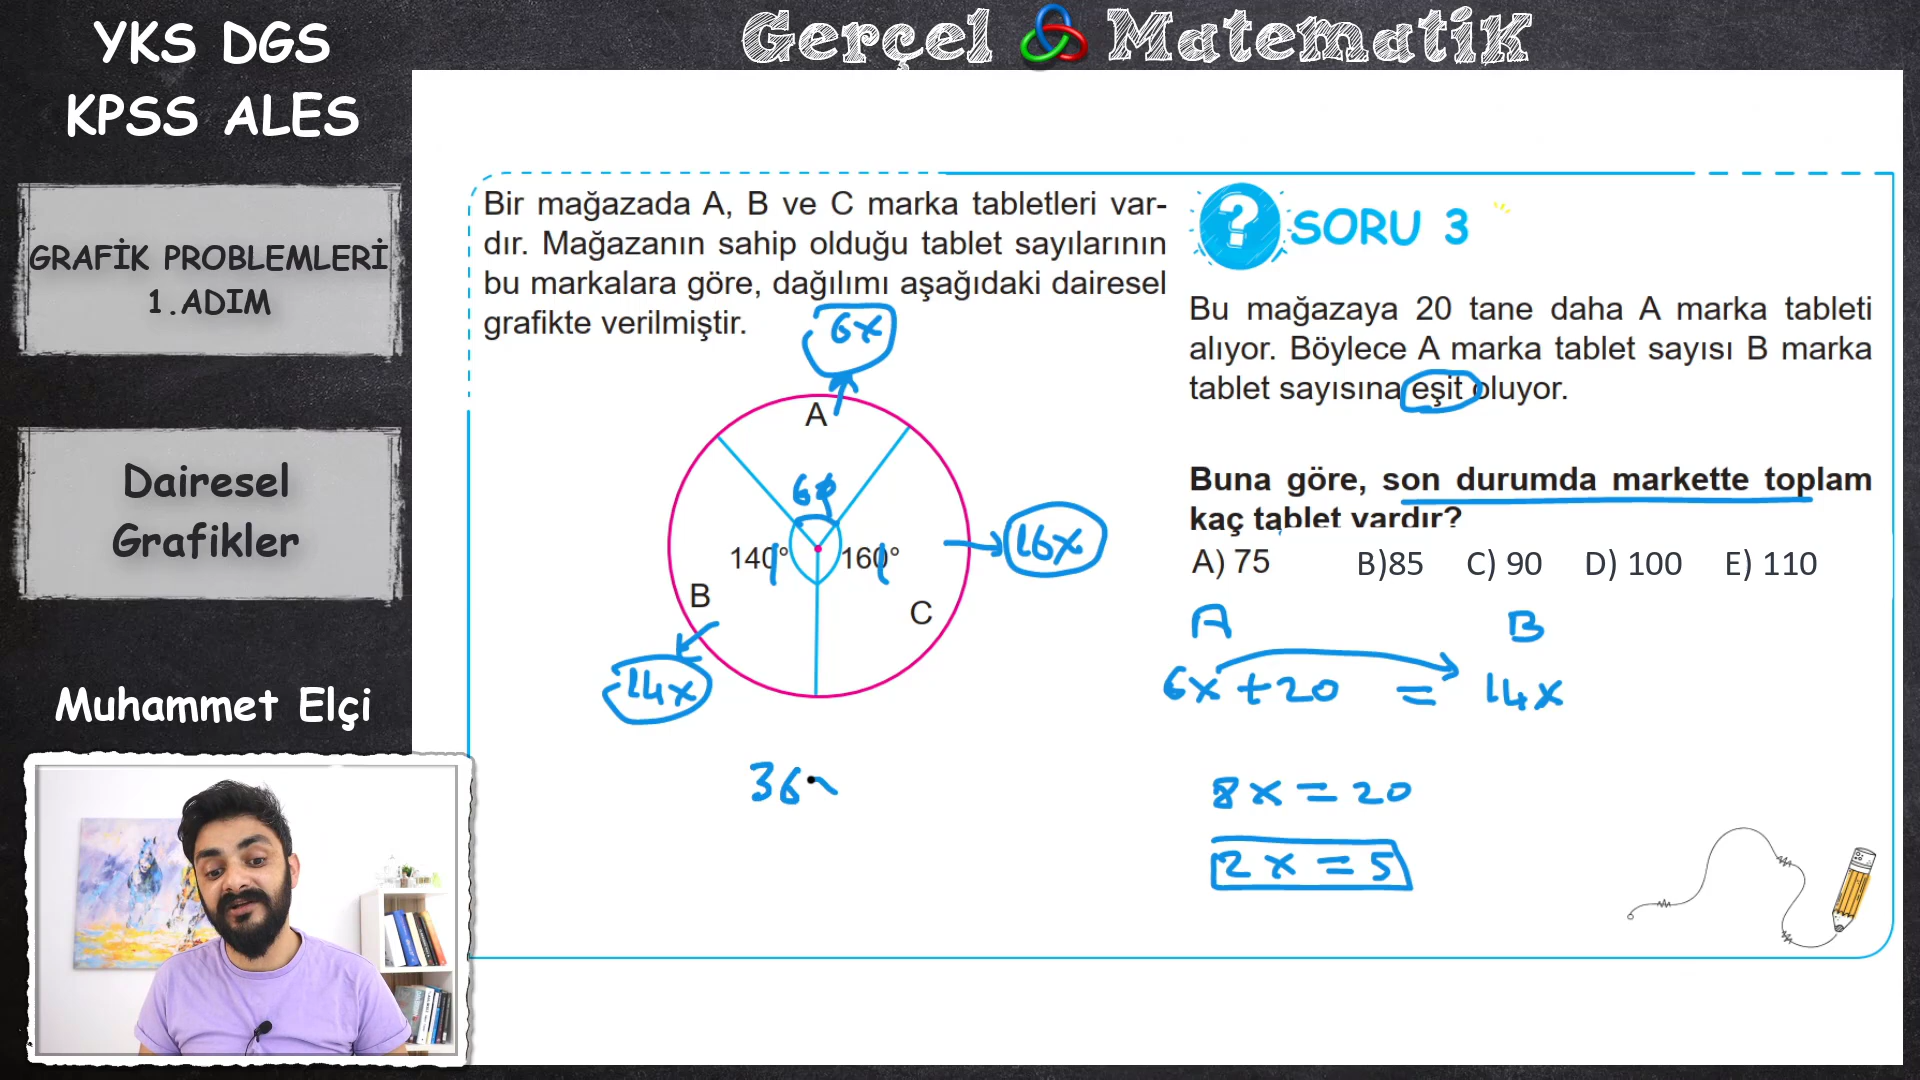 YKS DGS
KPSS ALES
Gerçel Matematik
GRAFİK PROBLEMLERİ
1.ADIM
Dairesel
Grafikler
Muhammet Elçi
Bir mağazada A, B ve C marka tabletleri var-
dır. Mağazanın sahip olduğu tablet sayılarının
bu markalara göre, dağılımı aşağıdaki dairesel
grafikte verilmiştir.
6x
A
60
140° 160°
16x
B
C
14x
36
? SORU 3
Bu mağazaya 20 tane daha A marka tableti
alıyor. Böylece A marka tablet sayısı B marka
tablet sayısına eşit oluyor.
Buna göre, son durumda markette toplam
kaç tablet vardır?
A) 75 B)85 C) 90 D) 100 E) 110
A B
6x + 20 = 14x
8x = 20
2x = 5